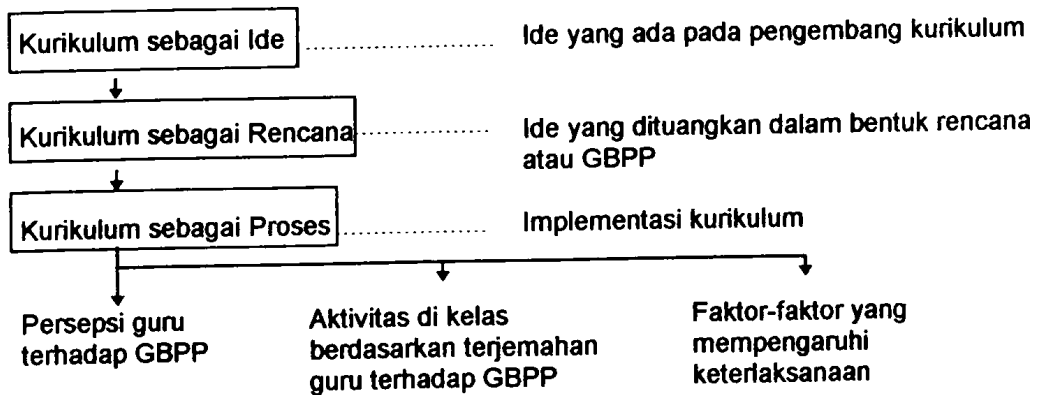 Kurikulum sebagai Ide ........................ Ide yang ada pada pengembang kurikulum
Kurikulum sebagai Rencana ................. Ide yang dituangkan dalam bentuk rencana
atau GBPP
Kurikulum sebagai Proses ................... Implementasi kurikulum
Persepsi guru
terhadap GBPP
Aktivitas di kelas
berdasarkan terjemahan
guru terhadap GBPP
Faktor-faktor yang
mempengaruhi
keterlaksanaan